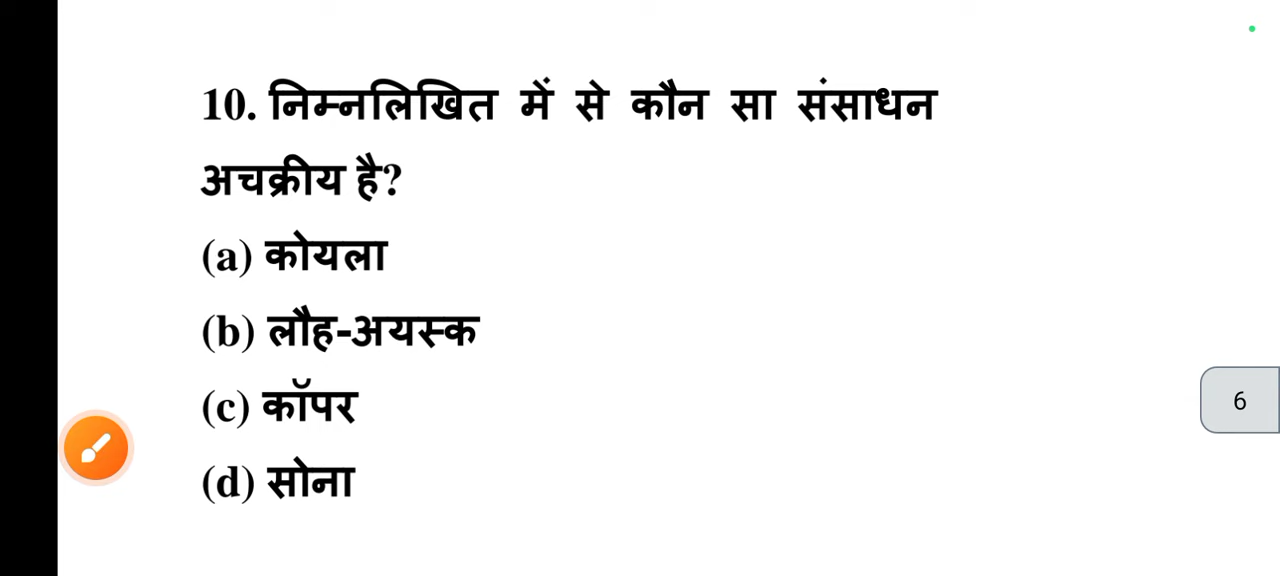 10. निम्नलिखित में से कौन सा संसाधन
अचक्रीय है?
(a) कोयला
(b) लौह-अयस्क
(c) कॉपर
(d) सोना
6